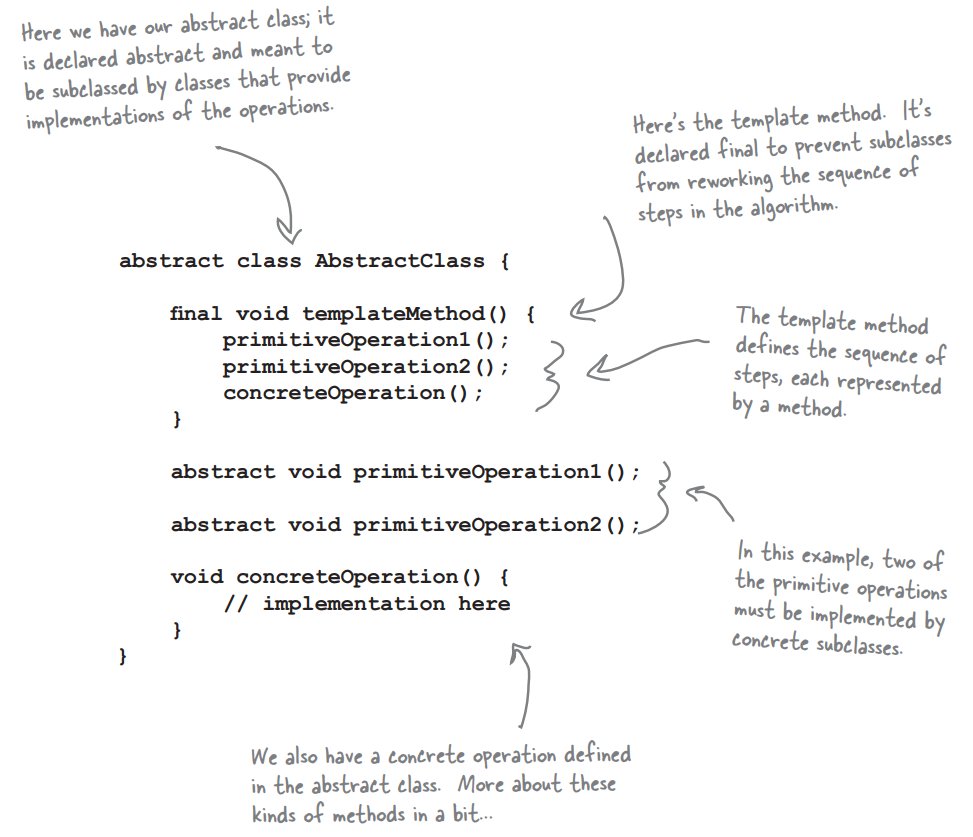 Here we have our abstract class; it
is declared abstract and meant to
be subclassed by classes that provide
implementations of the operations.
Here's the template method. It's
declared final to prevent subclasses
from reworking the sequence of
steps in the algorithm.
abstract class AbstractClass {
final void templateMethod() {
primitiveOperation1();
primitiveOperation2();
concreteOperation();
}
The template method
defines the sequence of
steps, each represented
by a method.
abstract void primitiveOperation1();
abstract void primitiveOperation2();
In this example, two of
the primitive operations
must be implemented by
concrete subclasses.
void concreteOperation() {
// implementation here
}
}
We also have a concrete operation defined
in the abstract class. More about these
kinds of methods in a bit...